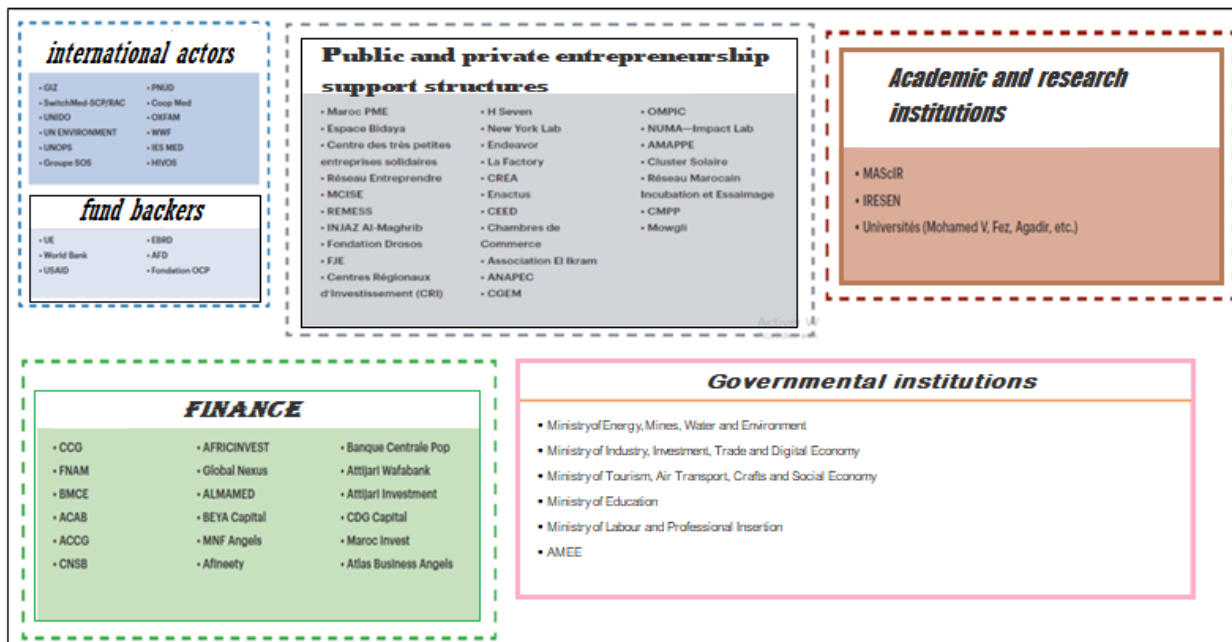 international actors
• GIZ
• SwitchMed-SCP/RAC
• UNIDO
• UN ENVIRONMENT
• UNOPS
• Groupe SOS
• PNUD
• Coop Med
• OXFAM
• WWF
• IES MED
• HIVOS
fund backers
• UE
• World Bank
• USAID
• EBRD
• AFD
• Fondation OCP
Public and private entrepreneurship
support structures
• Maroc PME
• Espace Bidaya
• Centre des très petites
entreprises solidaires
• Réseau Entreprendre
• MCISE
• REMESS
• INJAZ Al-Maghrib
• Fondation Drosos
• FJE
• Centres Régionaux
d'Investissement (CRI)
• H Seven
• New York Lab
• Endeavor
• La Factory
• CREA
• Enactus
• CEED
• Chambres de
Commerce
• Association El Ikram
• ANAPEC
• CGEM
• OMPIC
• NUMA—Impact Lab
• AMAPPE
• Cluster Solaire
• Réseau Marocain
Incubation et Essaimage
• CMPP
• Mowgli
Academic and research
institutions
• MAScIR
• IRESEN
• Universités (Mohamed V, Fez, Agadir, etc.)
FINANCE
• CCG
• FNAM
• BMCE
• ACAB
• ACCG
• CNSB
• AFRICINVEST
• Global Nexus
• ALMAMED
• BEYA Capital
• MNF Angels
• Afineety
• Banque Centrale Pop
• Attijari Wafabank
• Attijari Investment
• CDG Capital
• Maroc Invest
• Atlas Business Angels
Governmental institutions
• Ministry of Energy, Mines, Water and Environment
• Ministry of Industry, Investment, Trade and Digital Economy
• Ministry of Tourism, Air Transport, Crafts and Social Economy
• Ministry of Education
• Ministry of Labour and Professional Insertion
• AMEE